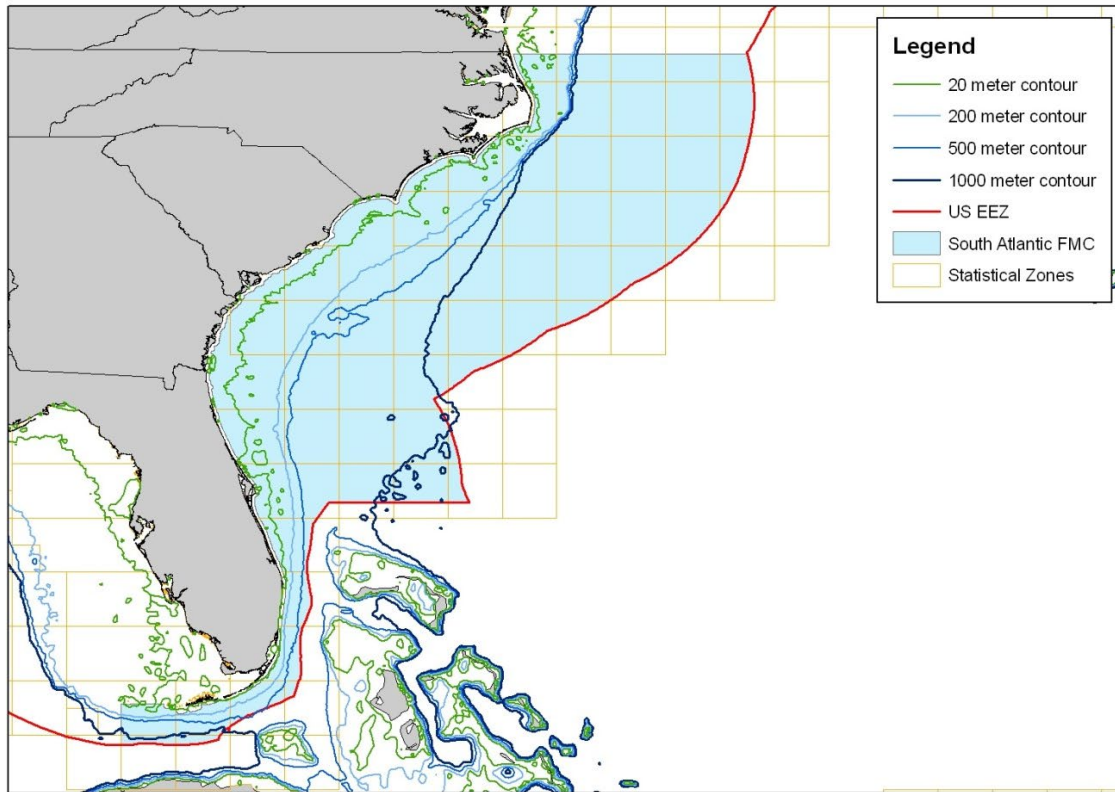 Legend
20 meter contour
200 meter contour
500 meter contour
1000 meter contour
US EEZ
South Atlantic FMC
Statistical Zones